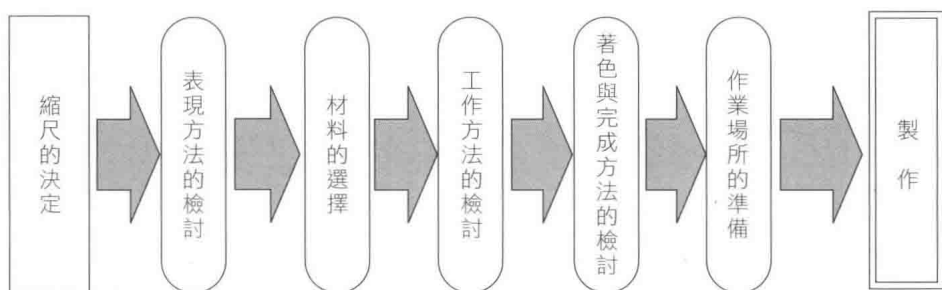 縮尺的決定
表現方法的檢討
材料的選擇
工作方法的檢討
著色與完成方法的檢討
作業場所的準備
製作